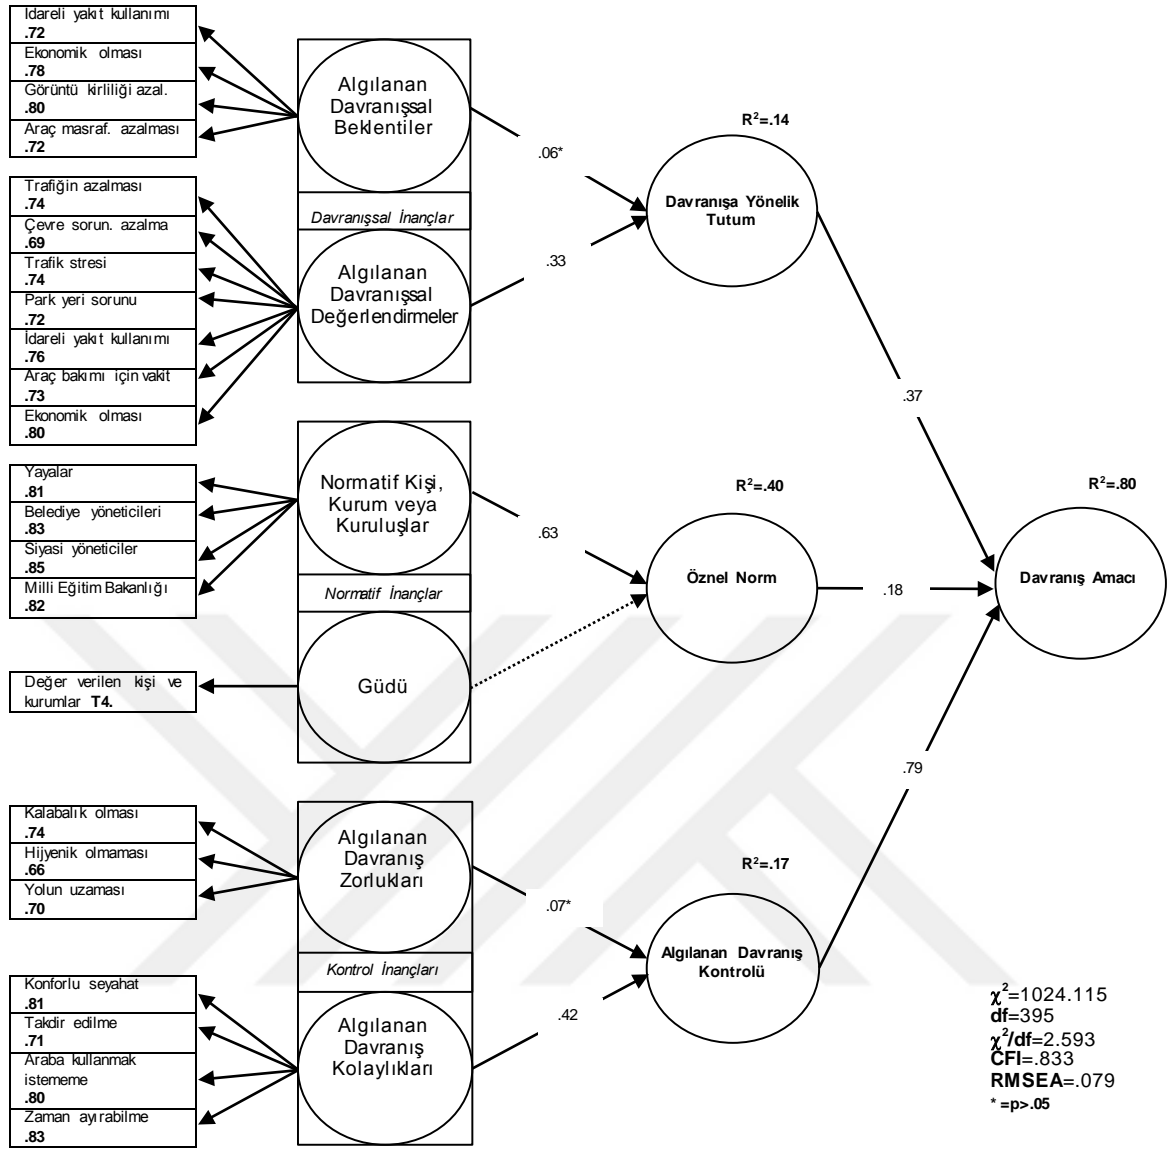 İdareli yakıt kullanımı
.72
Ekonomik olması
.78
Görüntü kirliliği azal.
.80
Araç masraf. azalması
.72
Trafiğin azalması
.74
Çevre sorun. azalma
.69
Trafik stresi
.74
Park yeri sorunu
.72
İdareli yakıt kullanımı
.76
Araç bakımı için vakit
.73
Ekonomik olması
.80
Yayalar
.81
Belediye yöneticileri
.83
Siyasi yöneticiler
.85
Milli Eğitim Bakanlığı
.82
Değer verilen kişi ve
kurumlar T4.
Kalabalık olması
.74
Hijyenik olmaması
.66
Yolun uzaması
.70
Konforlu seyahat
.81
Takdir edilme
.71
Araba kullanmak
istememe
.80
Zaman ayırabilme
.83
Algılanan
Davranışsal
Beklentiler
Davranışsal İnançlar
Algılanan
Davranışsal
Değerlendirmeler
Normatif Kişi,
Kurum veya
Kuruluşlar
Normatif İnançlar
Güdü
Algılanan
Davranış
Zorlukları
Kontrol İnançları
Algılanan
Davranış
Kolaylıkları
.06*
.33
.63
.07*
.42
R²=.14
Davranışa Yönelik
Tutum
R²=.40
Öznel Norm
R²=.17
Algılanan Davranış
Kontrolü
.37
.18
.79
R²=.80
Davranış Amacı
χ²=1024.115
df=395
χ²/df=2.593
CFI=.833
RMSEA=.079
* =p>.05